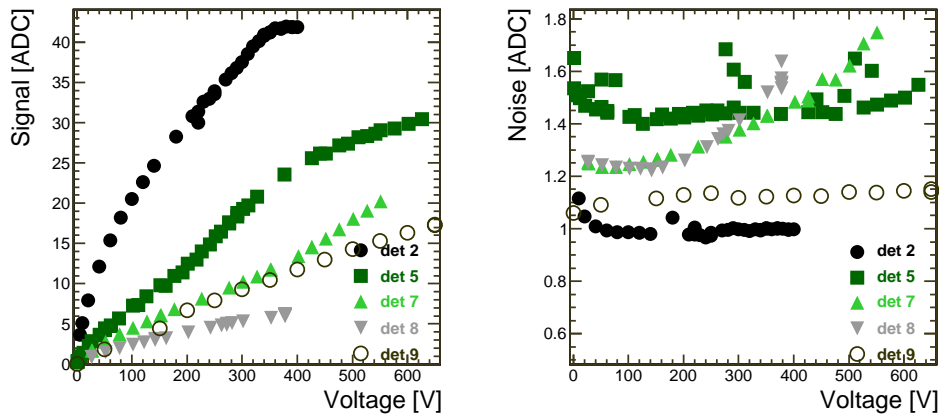 Signal [ADC]
40
35
30
25
20
15
10
5
0
0 100 200 300 400 500 600
Voltage [V]
det 2
det 5
det 7
det 8
det 9
Noise [ADC]
1.8
1.6
1.4
1.2
1
0.8
0 100 200 300 400 500 600
Voltage [V]
det 2
det 5
det 7
det 8
det 9